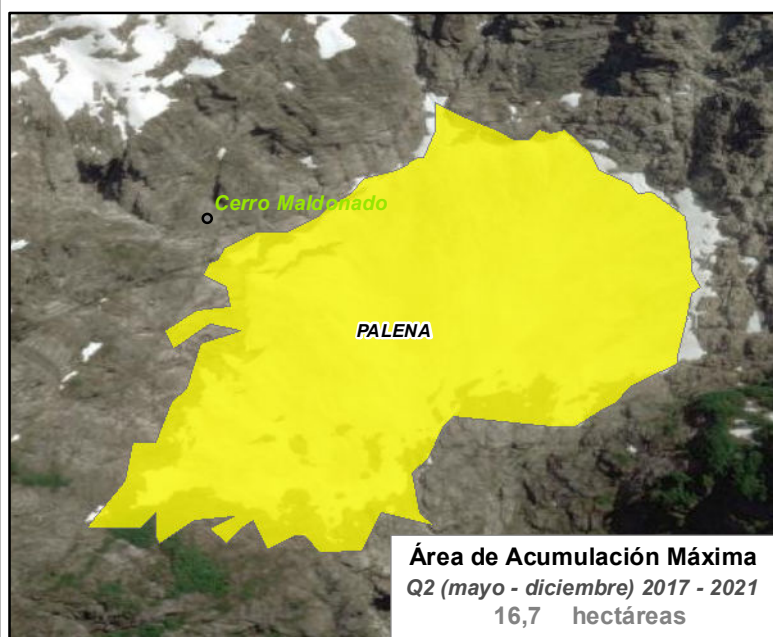 Cerro Maldonado
PALENA
Área de Acumulación Máxima
Q2 (mayo - diciembre) 2017 - 2021
16,7 hectáreas